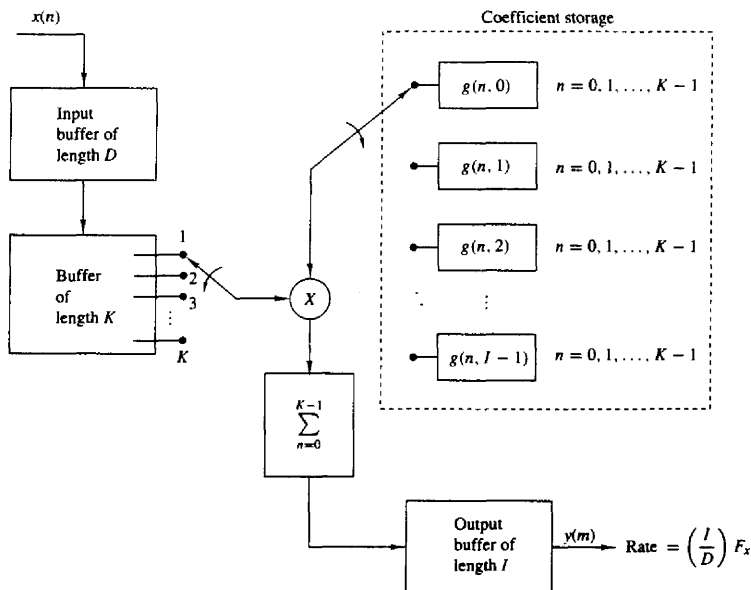 x(n)
Coefficient storage
Input
buffer of
length D
g(n, 0) n = 0, 1, . . . , K − 1
g(n, 1) n = 0, 1, . . . , K − 1
g(n, 2) n = 0, 1, . . . , K − 1
g(n, I − 1) n = 0, 1, . . . , K − 1
Buffer
of
length K
1
2
3
K
X
K−1
∑
n=0
Output
buffer of
length I
y(m)
Rate = (I/D) Fx